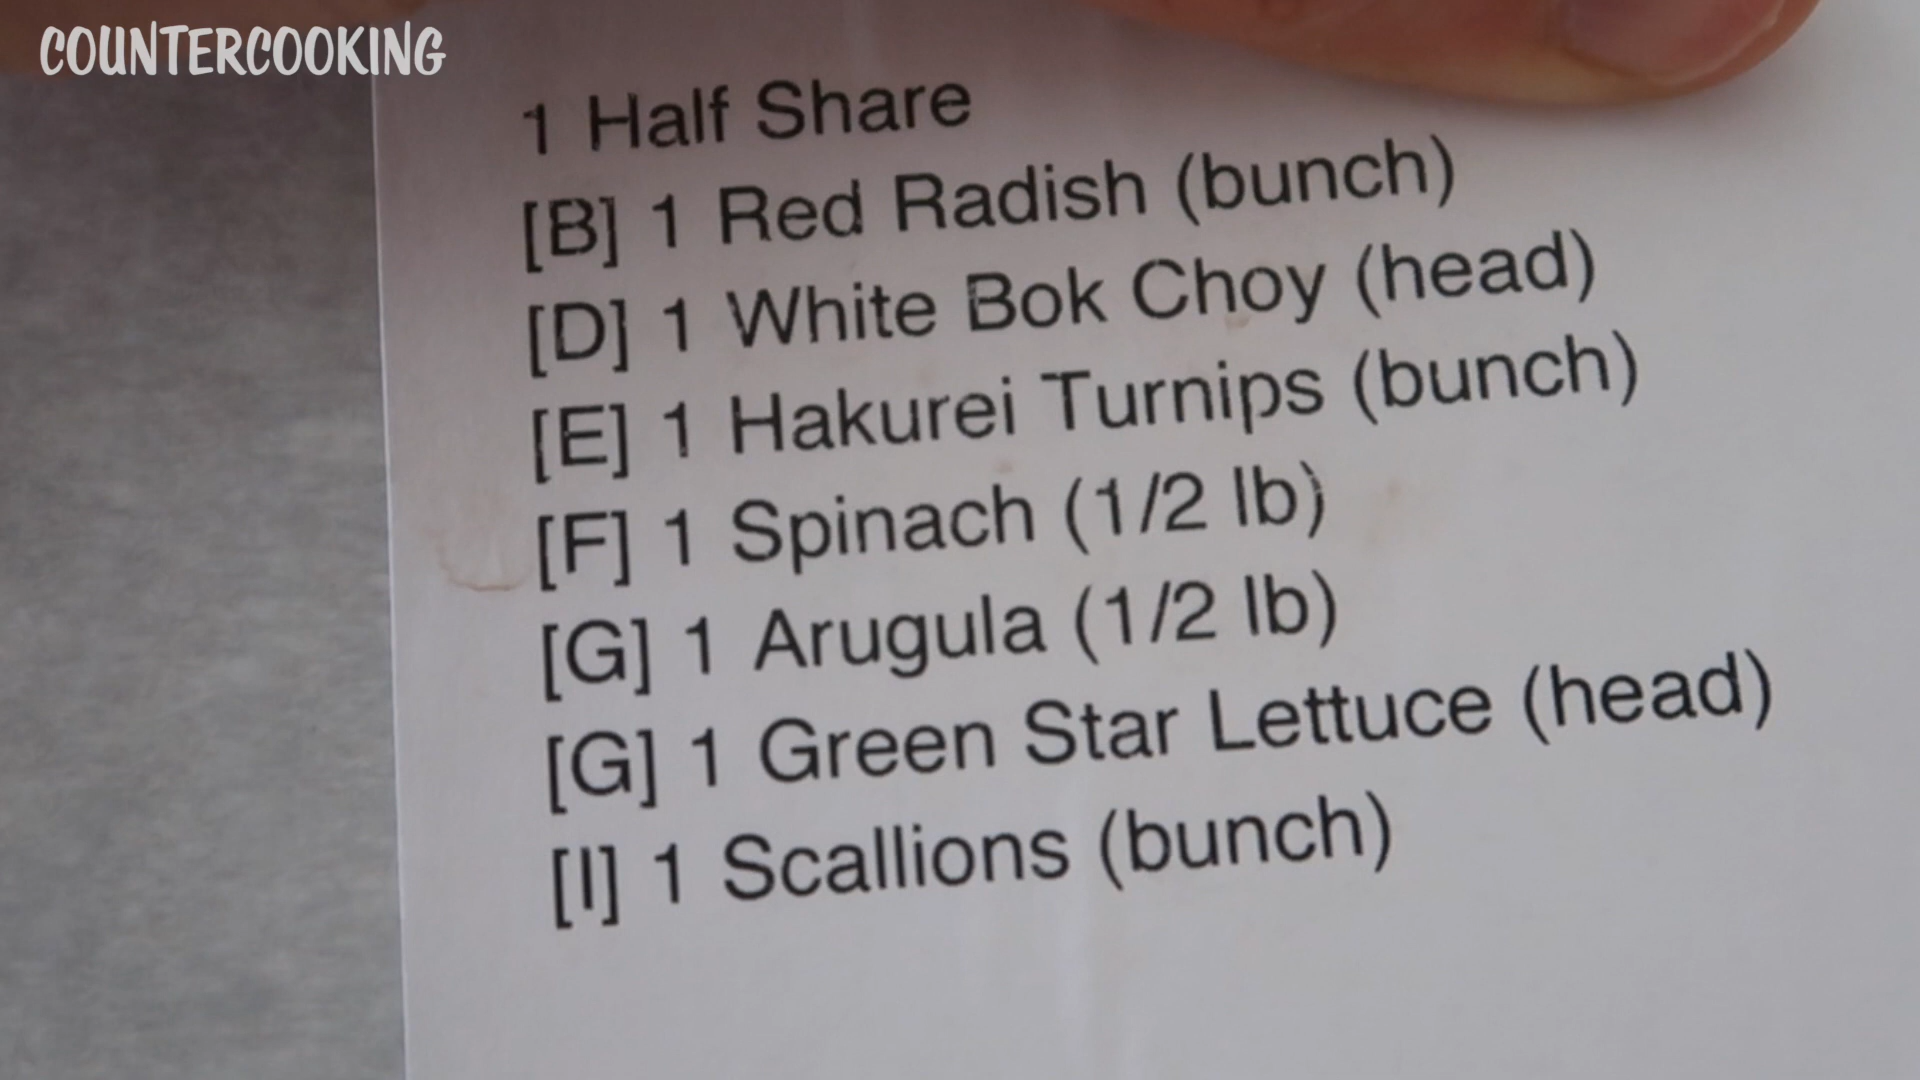 COUNTERCOOKING
1 Half Share
[B] 1 Red Radish (bunch)
[D] 1 White Bok Choy (head)
[E] 1 Hakurei Turnips (bunch)
[F] 1 Spinach (1/2 lb)
[G] 1 Arugula (1/2 lb)
[G] 1 Green Star Lettuce (head)
[I] 1 Scallions (bunch)